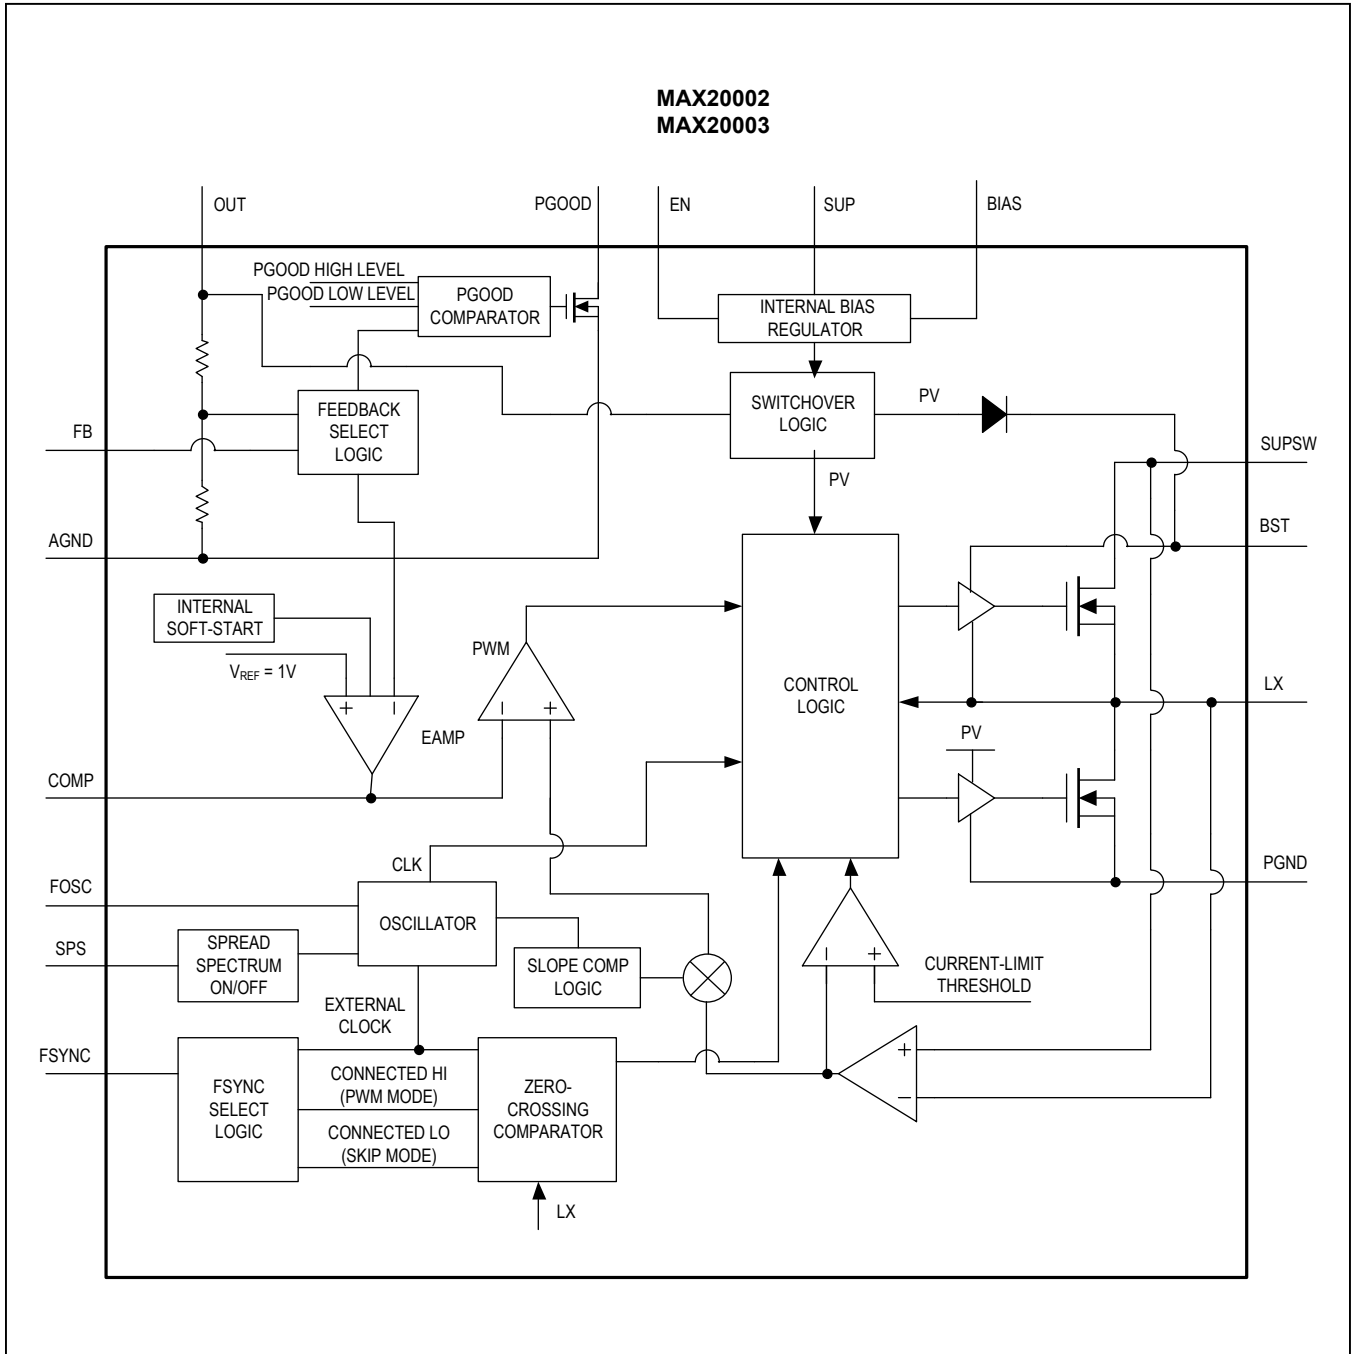 MAX20002
MAX20003
OUT
PGOOD
EN
SUP
BIAS
PGOOD HIGH LEVEL
PGOOD LOW LEVEL
PGOOD
COMPARATOR
INTERNAL BIAS
REGULATOR
FEEDBACK
SELECT
LOGIC
SWITCHOVER
LOGIC
PV
FB
SUPSW
PV
AGND
BST
INTERNAL
SOFT-START
V_REF = 1V
PWM
CONTROL
LOGIC
LX
+
–
–
+
EAMP
PV
COMP
CLK
FOSC
OSCILLATOR
PGND
SPS
SPREAD
SPECTRUM
ON/OFF
SLOPE COMP
LOGIC
–
+
CURRENT-LIMIT
THRESHOLD
EXTERNAL
CLOCK
FSYNC
FSYNC
SELECT
LOGIC
CONNECTED HI
(PWM MODE)
CONNECTED LO
(SKIP MODE)
ZERO-
CROSSING
COMPARATOR
+
–
LX